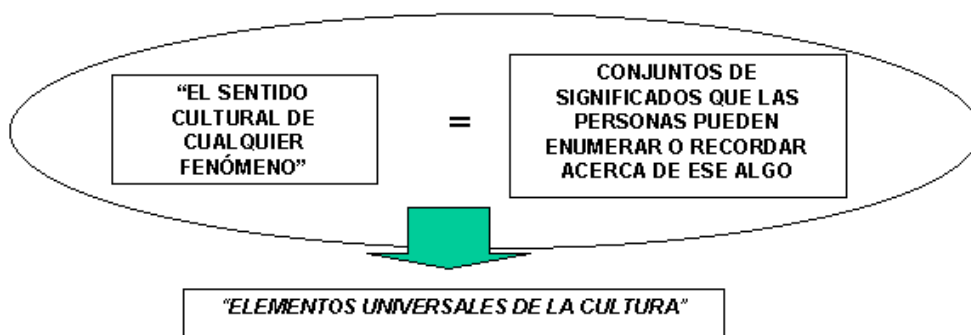 “EL SENTIDO
CULTURAL DE
CUALQUIER
FENÓMENO”
=
CONJUNTOS DE
SIGNIFICADOS QUE LAS
PERSONAS PUEDEN
ENUMERAR O RECORDAR
ACERCA DE ESE ALGO
“ELEMENTOS UNIVERSALES DE LA CULTURA”